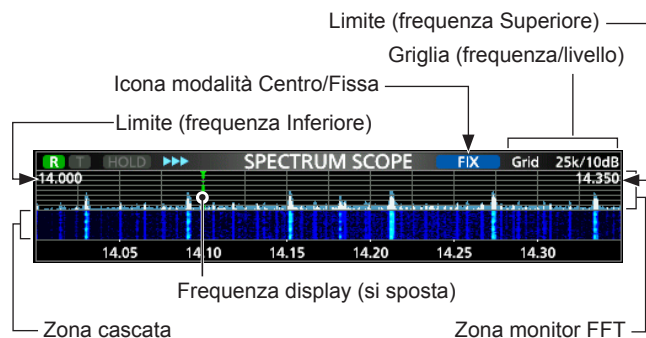 Limite (frequenza Superiore)
Griglia (frequenza/livello)
Icona modalità Centro/Fissa
Limite (frequenza Inferiore)
R T HOLD SPECTRUM SCOPE FIX Grid 25k/10dB
14.000 14.350
14.05 14.10 14.15 14.20 14.25 14.30
Frequenza display (si sposta)
Zona cascata Zona monitor FFT